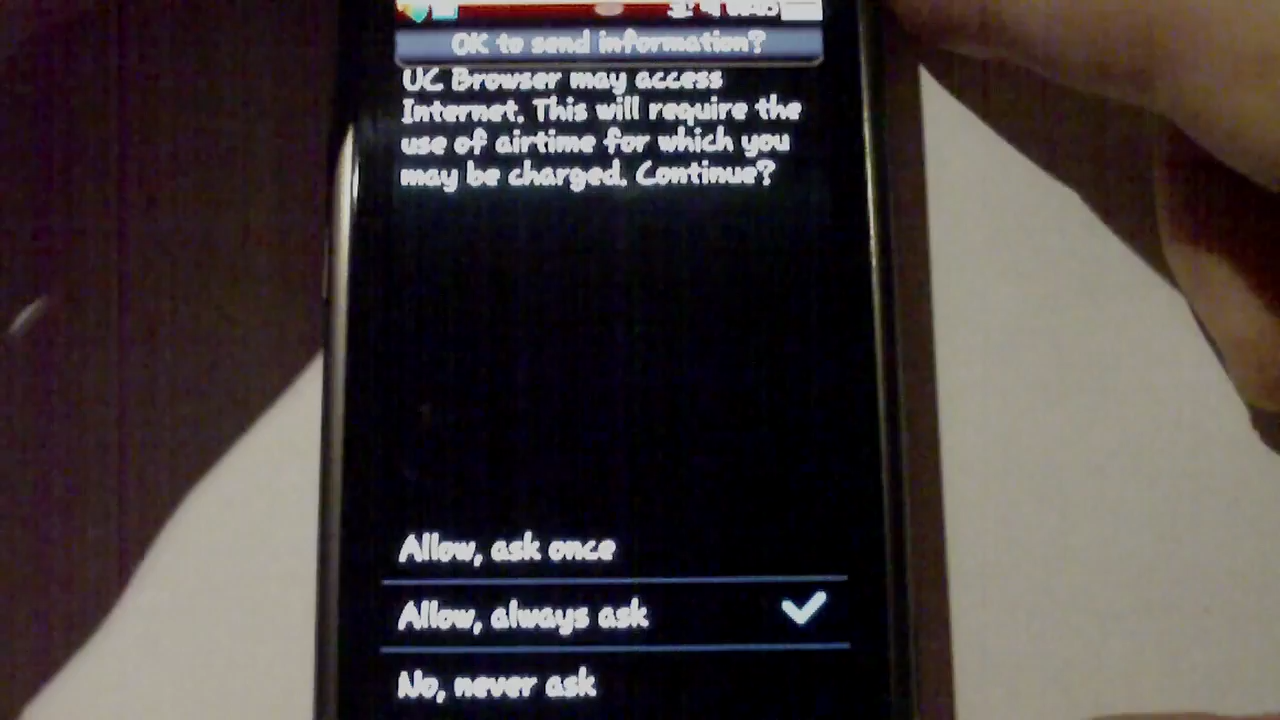 OK to send information?
UC Browser may access
Internet. This will require the
use of airtime for which you
may be charged. Continue?
Allow, ask once
Allow, always ask
No, never ask